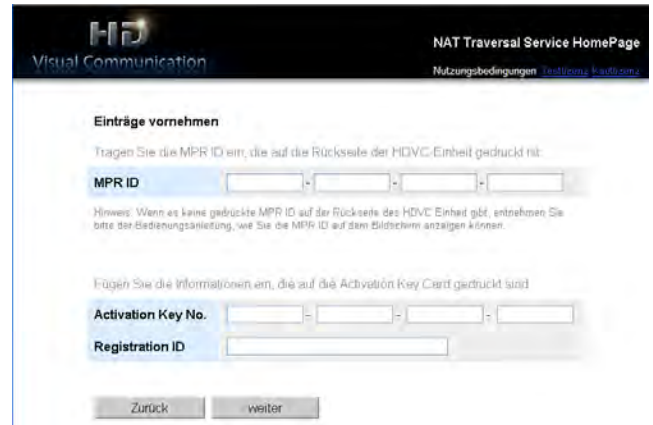 HD
Visual Communication
NAT Traversal Service HomePage
Nutzungsbedingungen Testlizenz Kauflizenz
Einträge vornehmen
Tragen Sie die MPR ID ein, die auf die Rückseite der HDVC-Einheit gedruckt ist.
MPR ID - - -
Hinweis: Wenn es keine gedruckte MPR ID auf der Rückseite des HDVC Einheit gibt, entnehmen Sie
bitte der Bedienungsanleitung, wie Sie die MPR ID auf dem Bildschirm anzeigen können.
Fügen Sie die Informationen ein, die auf die Activation Key Card gedruckt sind
Activation Key No. - - -
Registration ID
Zurück weiter